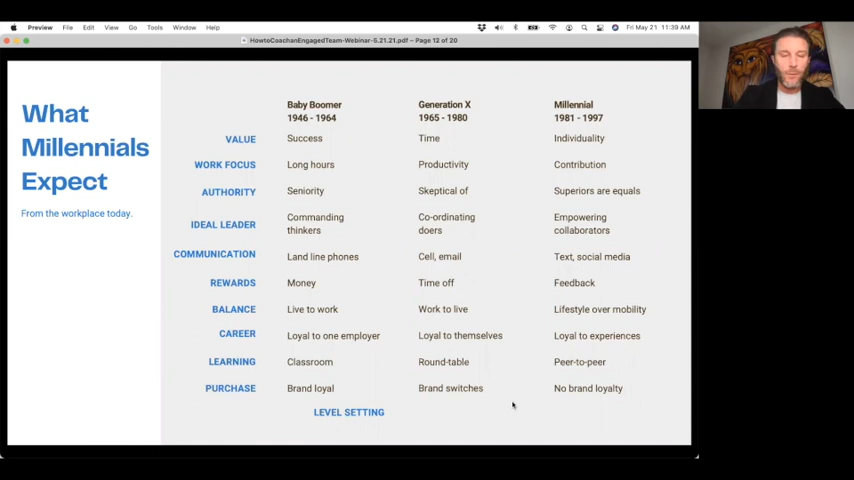 Preview File Edit View Go Tools Window Help Fri May 21 11:39 AM
HowtoCoachanEngagedTeam-Webinar-5.21.21.pdf – Page 12 of 20
What
Millennials
Expect
From the workplace today.
Baby Boomer Generation X Millennial
1946 - 1964 1965 - 1980 1981 - 1997
VALUE Success Time Individuality
WORK FOCUS Long hours Productivity Contribution
AUTHORITY Seniority Skeptical of Superiors are equals
IDEAL LEADER Commanding thinkers Co-ordinating doers Empowering collaborators
COMMUNICATION Land line phones Cell, email Text, social media
REWARDS Money Time off Feedback
BALANCE Live to work Work to live Lifestyle over mobility
CAREER Loyal to one employer Loyal to themselves Loyal to experiences
LEARNING Classroom Round-table Peer-to-peer
PURCHASE Brand loyal Brand switches No brand loyalty
LEVEL SETTING